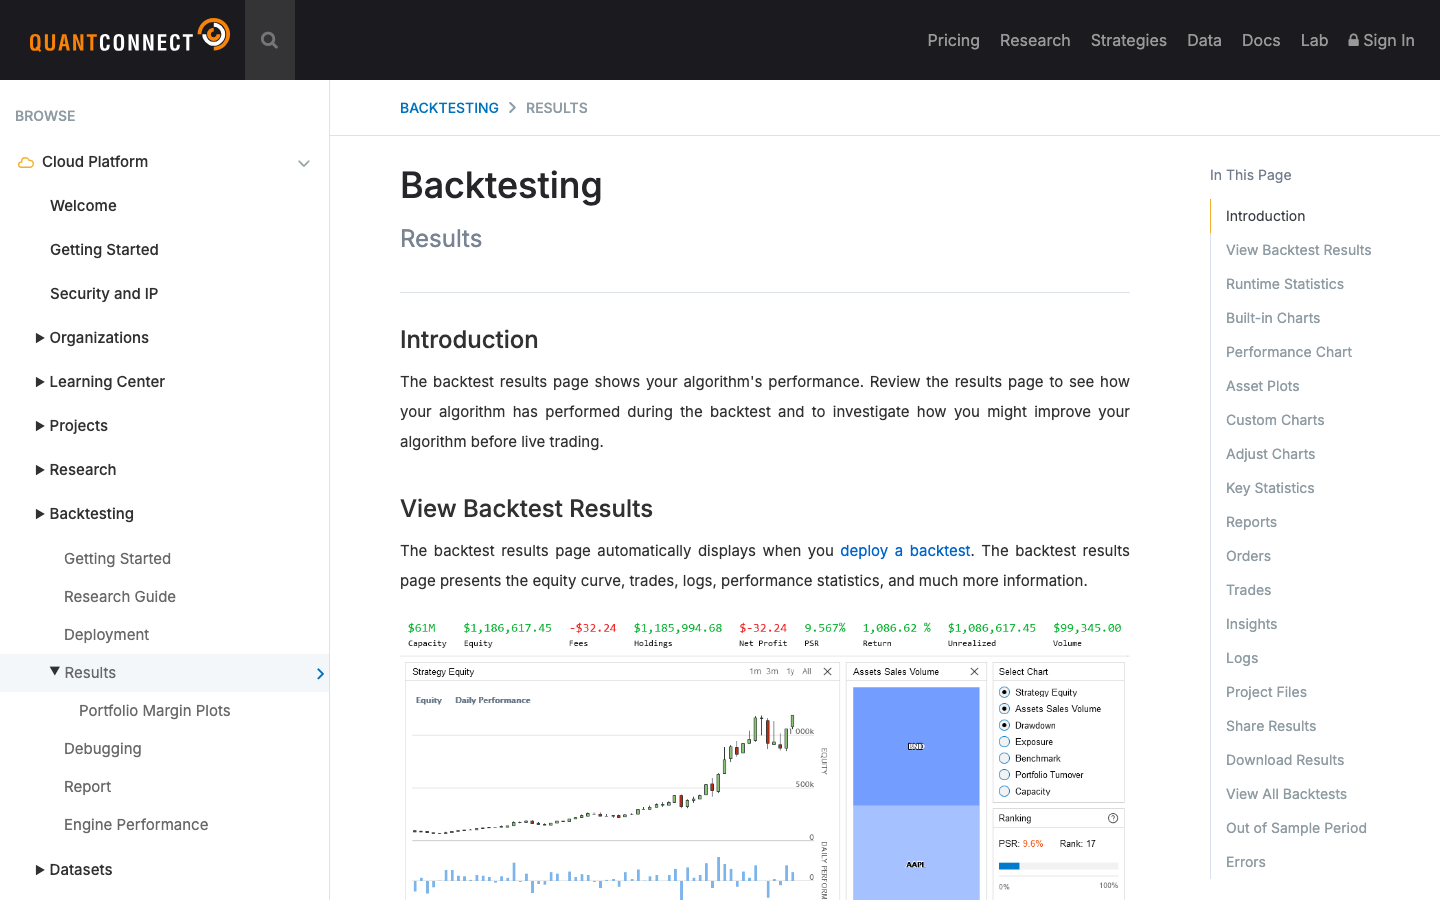 QUANTCONNECT
Pricing Research Strategies Data Docs Lab Sign In
BROWSE
Cloud Platform
Welcome
Getting Started
Security and IP
Organizations
Learning Center
Projects
Research
Backtesting
Getting Started
Research Guide
Deployment
Results
Portfolio Margin Plots
Debugging
Report
Engine Performance
Datasets
BACKTESTING > RESULTS
Backtesting
Results
Introduction
The backtest results page shows your algorithm's performance. Review the results page to see how
your algorithm has performed during the backtest and to investigate how you might improve your
algorithm before live trading.
View Backtest Results
The backtest results page automatically displays when you deploy a backtest. The backtest results
page presents the equity curve, trades, logs, performance statistics, and much more information.
$61M $1,186,617.45 -$32.24 $1,185,994.68 $-32.24 9.567% 1,086.62 % $1,086,617.45 $99,345.00
Capacity Equity Fees Holdings Net Profit PSR Return Unrealized Volume
Strategy Equity 1m 3m 1y All
Equity Daily Performance
1 000k
500k
0
EQUITY
0
DAILY PERFORM
Assets Sales Volume
BND
AAPL
Select Chart
Strategy Equity
Assets Sales Volume
Drawdown
Exposure
Benchmark
Portfolio Turnover
Capacity
Ranking
PSR: 9.6% Rank: 17
0% 100%
In This Page
Introduction
View Backtest Results
Runtime Statistics
Built-in Charts
Performance Chart
Asset Plots
Custom Charts
Adjust Charts
Key Statistics
Reports
Orders
Trades
Insights
Logs
Project Files
Share Results
Download Results
View All Backtests
Out of Sample Period
Errors